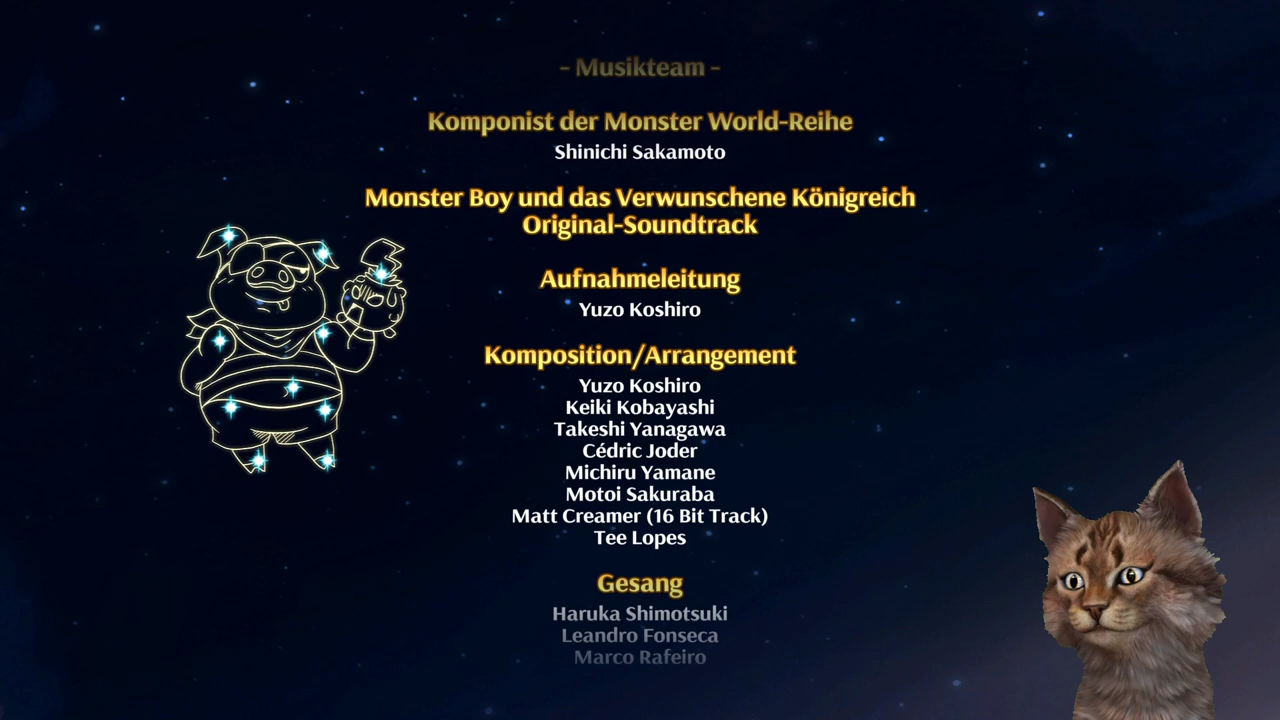 - Musikteam -
Komponist der Monster World-Reihe
Shinichi Sakamoto
Monster Boy und das Verwunschene Königreich
Original-Soundtrack
Aufnahmeleitung
Yuzo Koshiro
Komposition/Arrangement
Yuzo Koshiro
Keiki Kobayashi
Takeshi Yanagawa
Cédric Joder
Michiru Yamane
Motoi Sakuraba
Matt Creamer (16 Bit Track)
Tee Lopes
Gesang
Haruka Shimotsuki
Leandro Fonseca
Marco Rafeiro